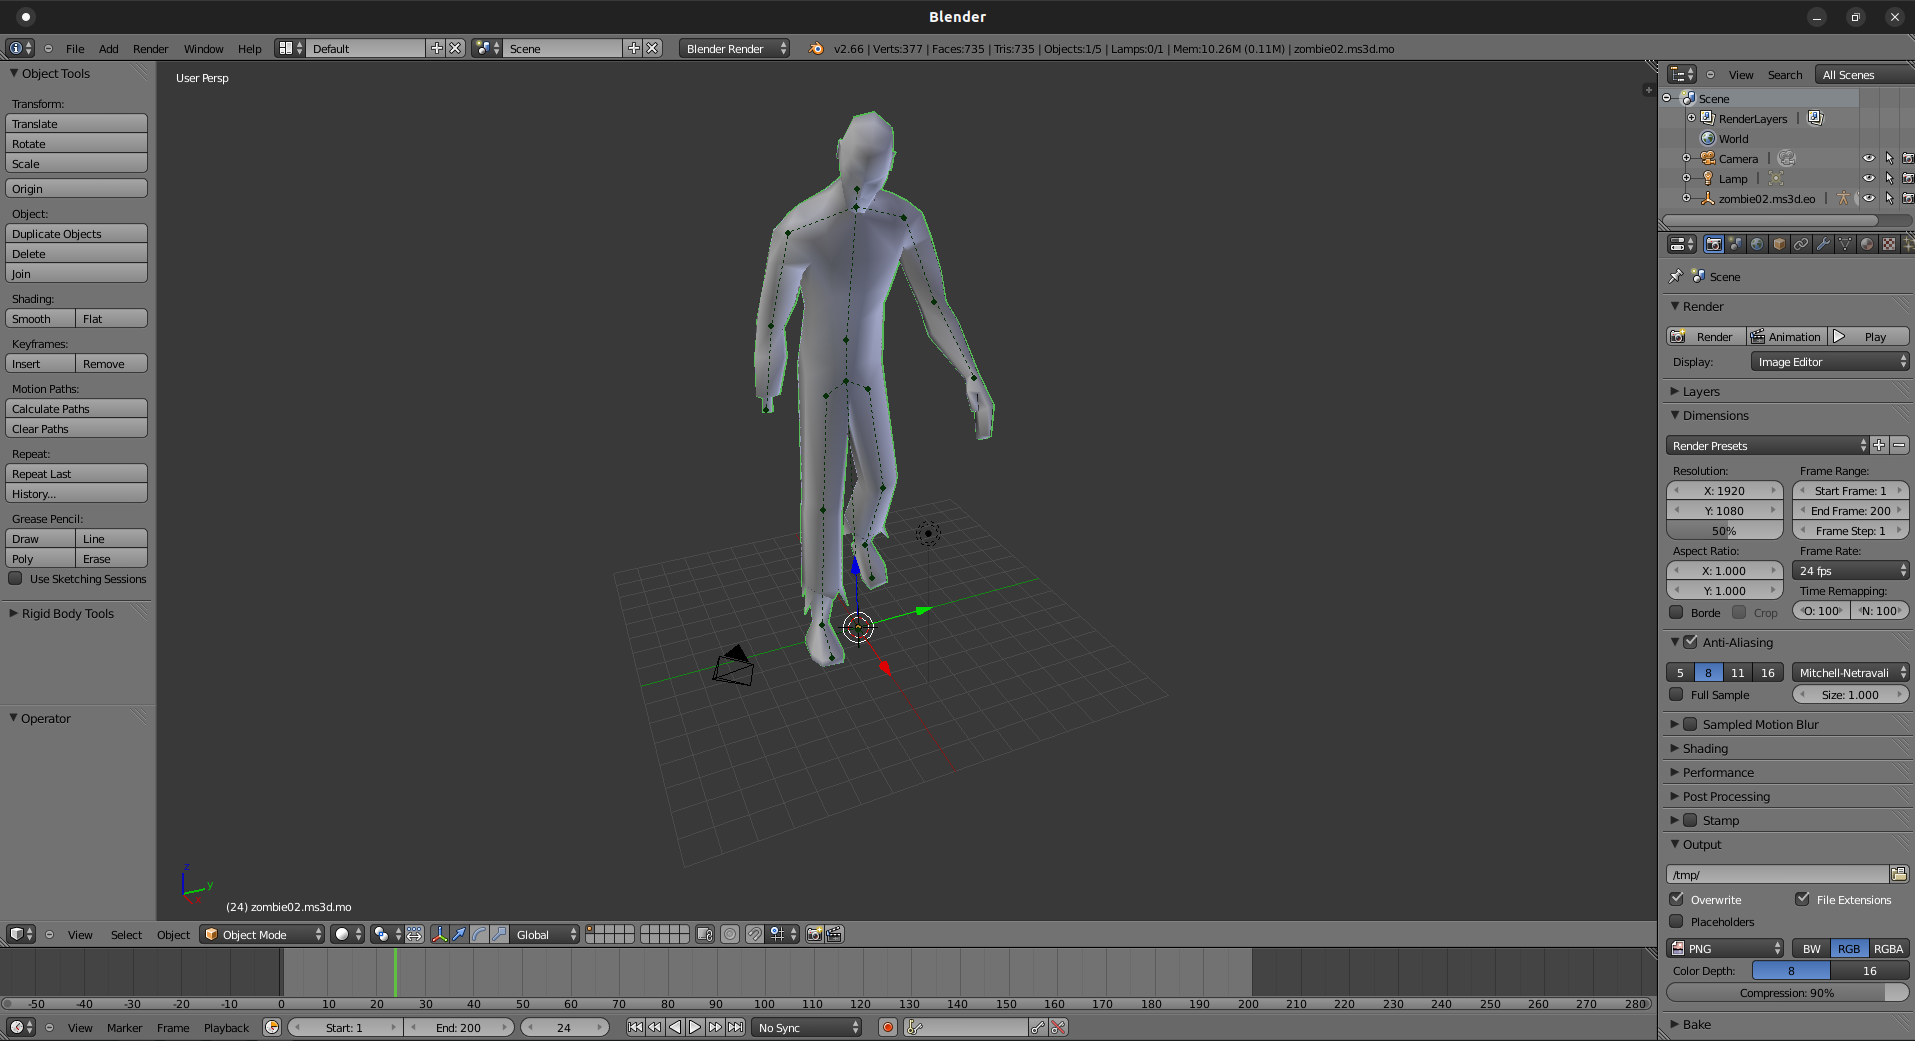 Blender
File Add Render Window Help Default Scene Blender Render v2.66 | Verts:377 | Faces:735 | Tris:735 | Objects:1/5 | Lamps:0/1 | Mem:10.26M (0.11M) | zombie02.ms3d.mo
Object Tools
Transform:
Translate
Rotate
Scale
Origin
Object:
Duplicate Objects
Delete
Join
Shading:
Smooth Flat
Keyframes:
Insert Remove
Motion Paths:
Calculate Paths
Clear Paths
Repeat:
Repeat Last
History...
Grease Pencil:
Draw Line
Poly Erase
Use Sketching Sessions
Rigid Body Tools
Operator
User Persp
z
y
x
(24) zombie02.ms3d.mo
View Search All Scenes
Scene
RenderLayers |
World
Camera |
Lamp |
zombie02.ms3d.eo |
Scene
Render
Render Animation Play
Display: Image Editor
Layers
Dimensions
Render Presets
Resolution: Frame Range:
X: 1920 Start Frame: 1
Y: 1080 End Frame: 200
50% Frame Step: 1
Aspect Ratio: Frame Rate:
X: 1.000 24 fps
Y: 1.000 Time Remapping:
Borde Crop O: 100 N: 100
Anti-Aliasing
5 8 11 16 Mitchell-Netravali
Full Sample Size: 1.000
Sampled Motion Blur
Shading
Performance
Post Processing
Stamp
Output
/tmp/
Overwrite File Extensions
Placeholders
PNG BW RGB RGBA
Color Depth: 8 16
Compression: 90%
Bake
View Select Object Object Mode Global
-50 -40 -30 -20 -10 0 10 20 30 40 50 60 70 80 90 100 110 120 130 140 150 160 170 180 190 200 210 220 230 240 250 260 270 280
View Marker Frame Playback Start: 1 End: 200 24 No Sync